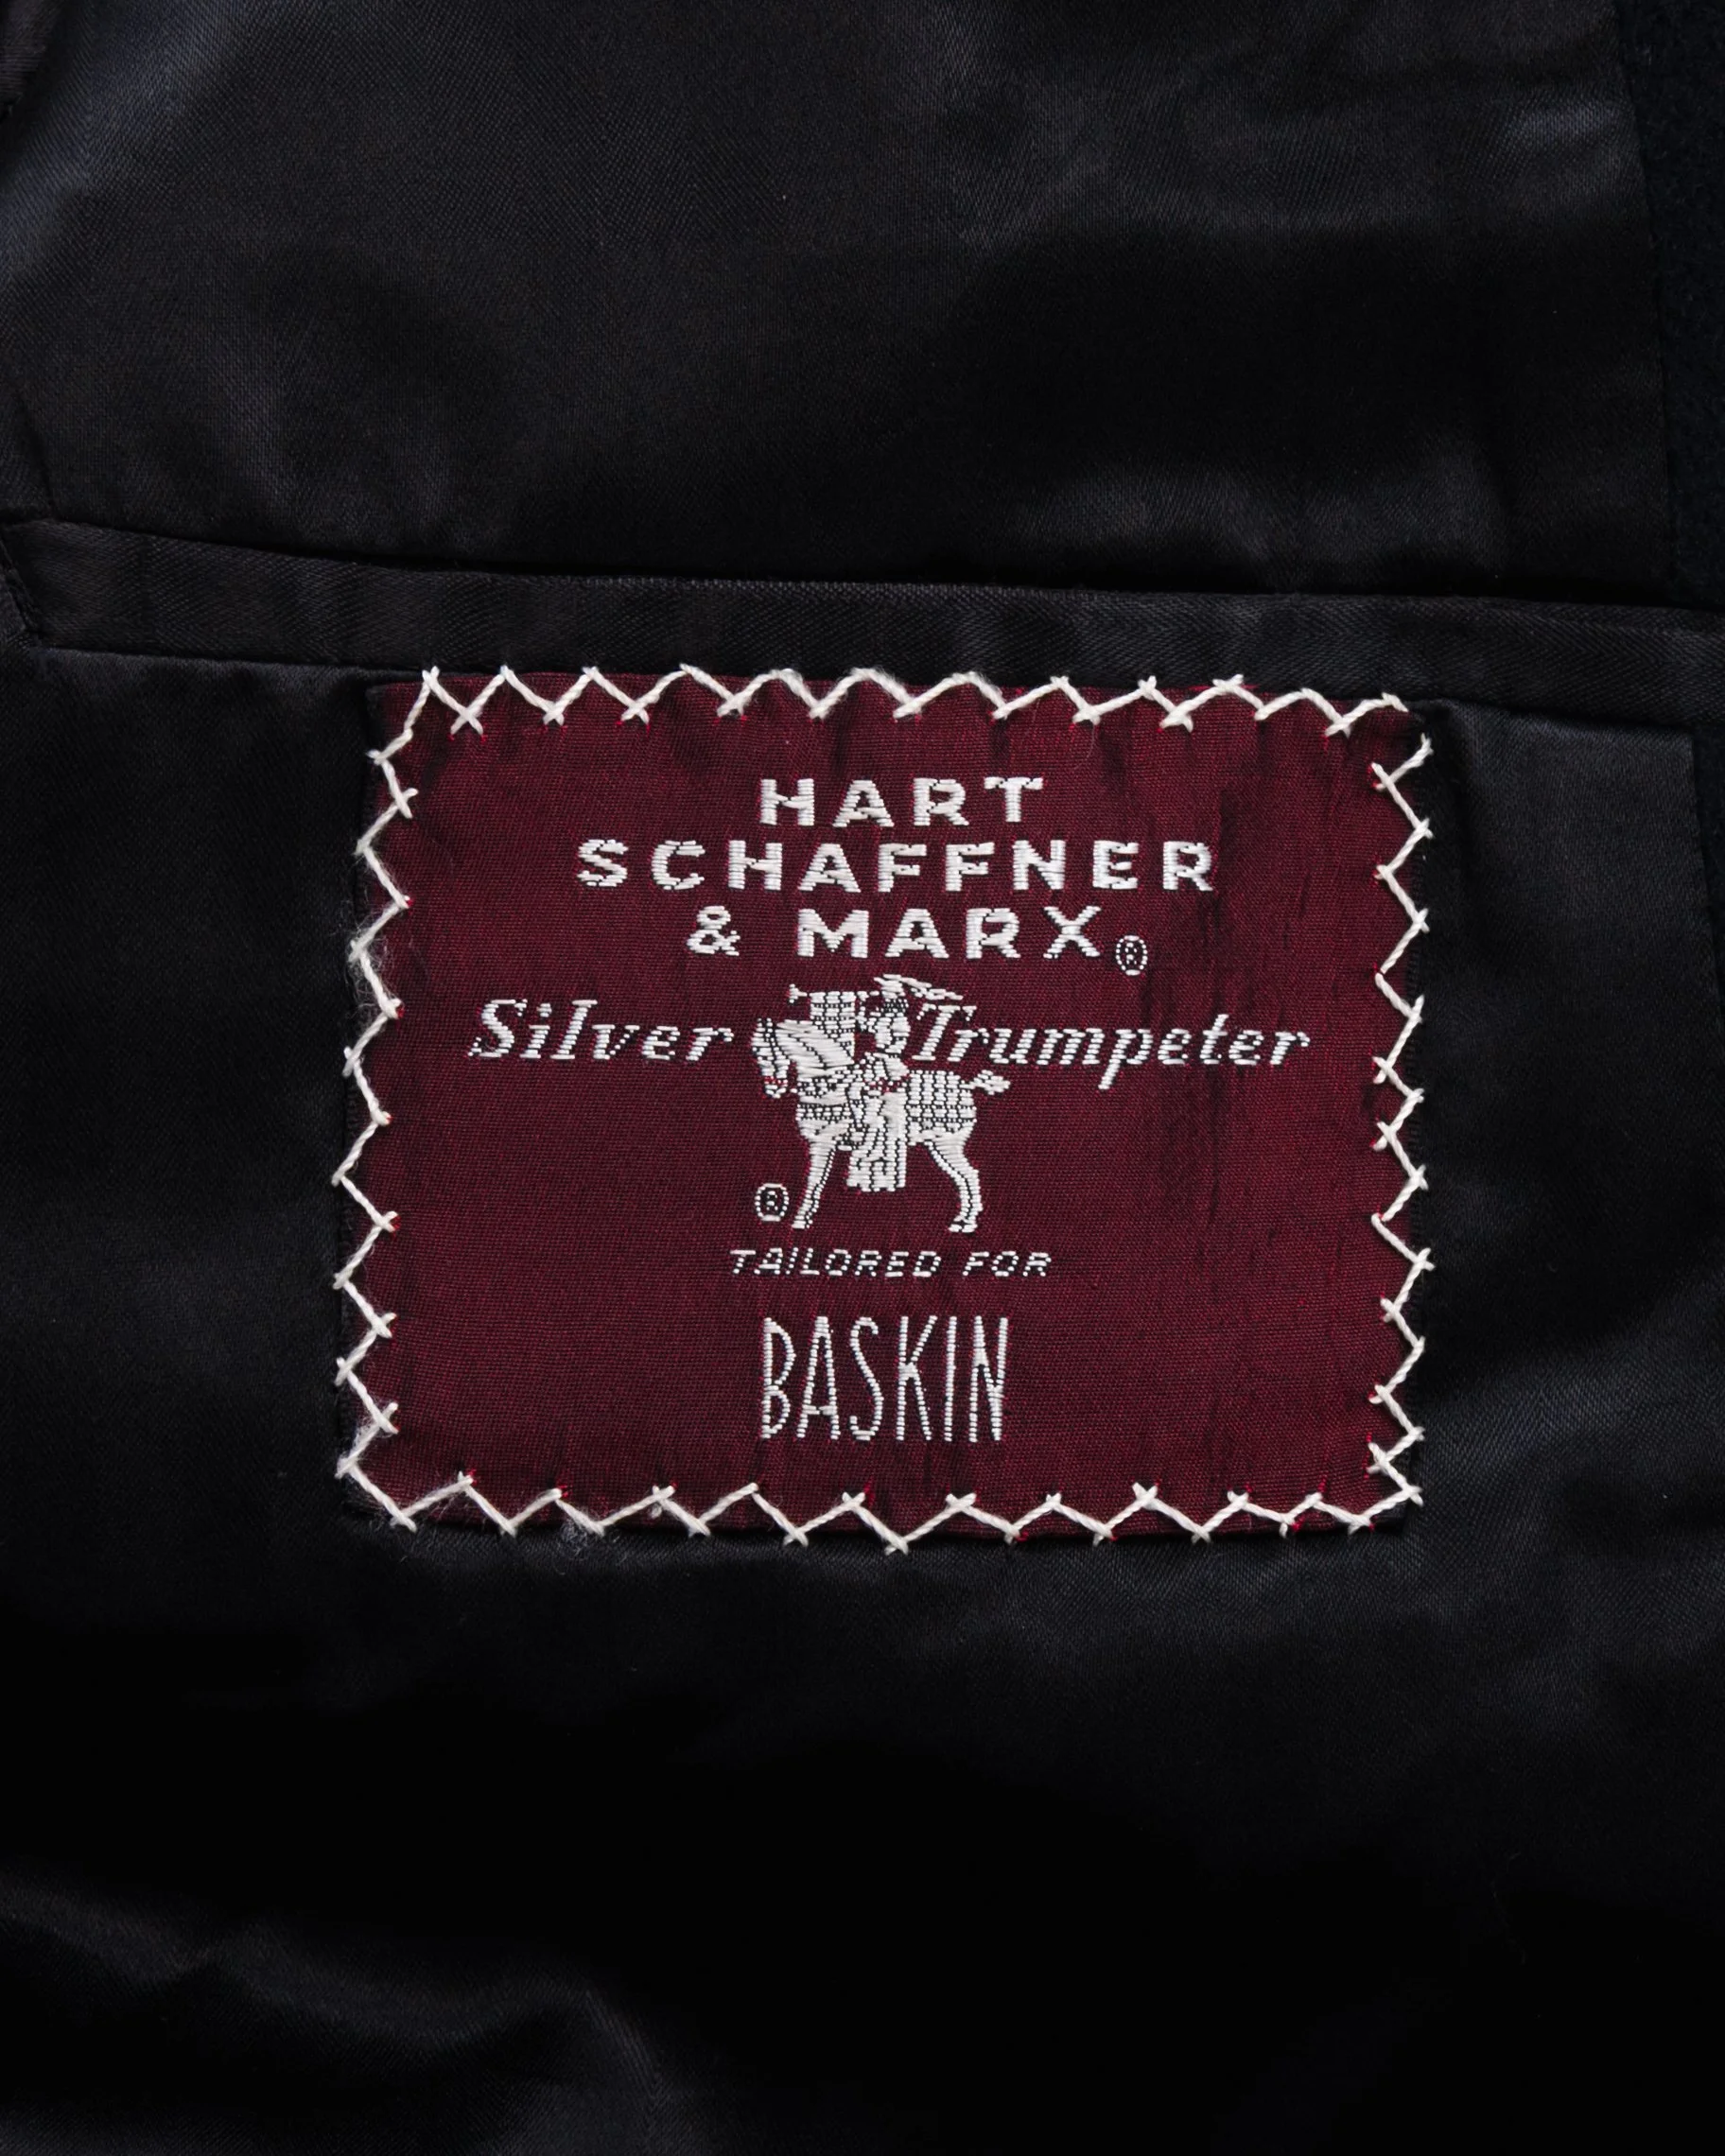 HART
SCHAFFNER
& MARX®
Silver Trumpeter
®
TAILORED FOR
BASKIN